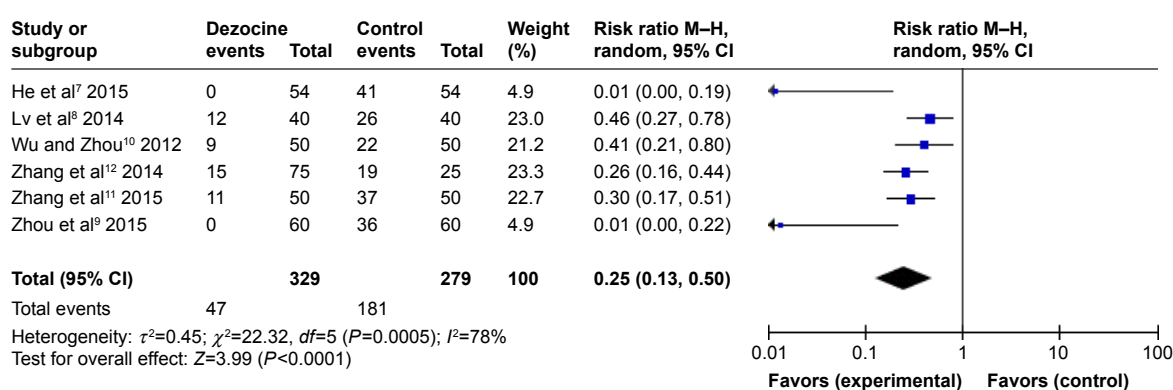 Study or subgroup Dezocine events Total Control events Total Weight (%) Risk ratio M–H, random, 95% CI Risk ratio M–H, random, 95% CI
He et al⁷ 2015 0 54 41 54 4.9 0.01 (0.00, 0.19)
Lv et al⁸ 2014 12 40 26 40 23.0 0.46 (0.27, 0.78)
Wu and Zhou¹⁰ 2012 9 50 22 50 21.2 0.41 (0.21, 0.80)
Zhang et al¹² 2014 15 75 19 25 23.3 0.26 (0.16, 0.44)
Zhang et al¹¹ 2015 11 50 37 50 22.7 0.30 (0.17, 0.51)
Zhou et al⁹ 2015 0 60 36 60 4.9 0.01 (0.00, 0.22)
Total (95% CI) 329 279 100 0.25 (0.13, 0.50)
Total events 47 181
Heterogeneity: τ²=0.45; χ²=22.32, df=5 (P=0.0005); I²=78%
Test for overall effect: Z=3.99 (P<0.0001)
0.01 0.1 1 10 100
Favors (experimental) Favors (control)